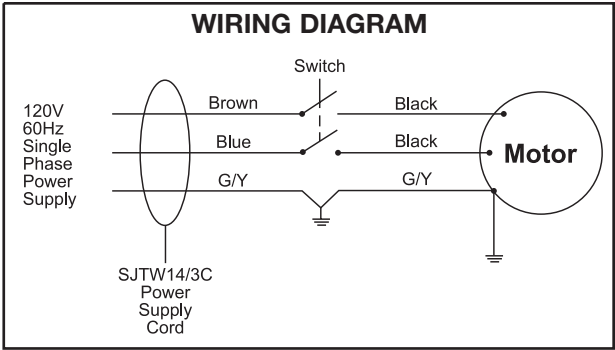 WIRING DIAGRAM
Switch
120V
60Hz
Single
Phase
Power
Supply
Brown
Black
Blue
Black
G/Y
G/Y
Motor
SJTW14/3C
Power
Supply
Cord